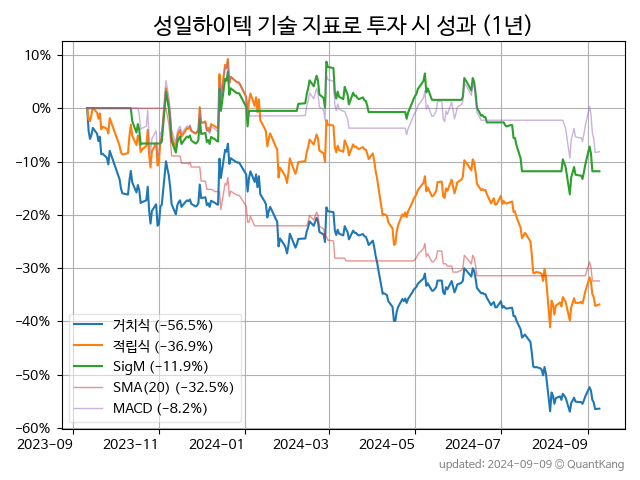 성일하이텍 기술 지표로 투자 시 성과 (1년)
10%
0%
−10%
−20%
−30%
−40%
−50%
−60%
거치식 (−56.5%)
적립식 (−36.9%)
SigM (−11.9%)
SMA(20) (−32.5%)
MACD (−8.2%)
2023-09 2023-11 2024-01 2024-03 2024-05 2024-07 2024-09
updated: 2024-09-09 © QuantKang